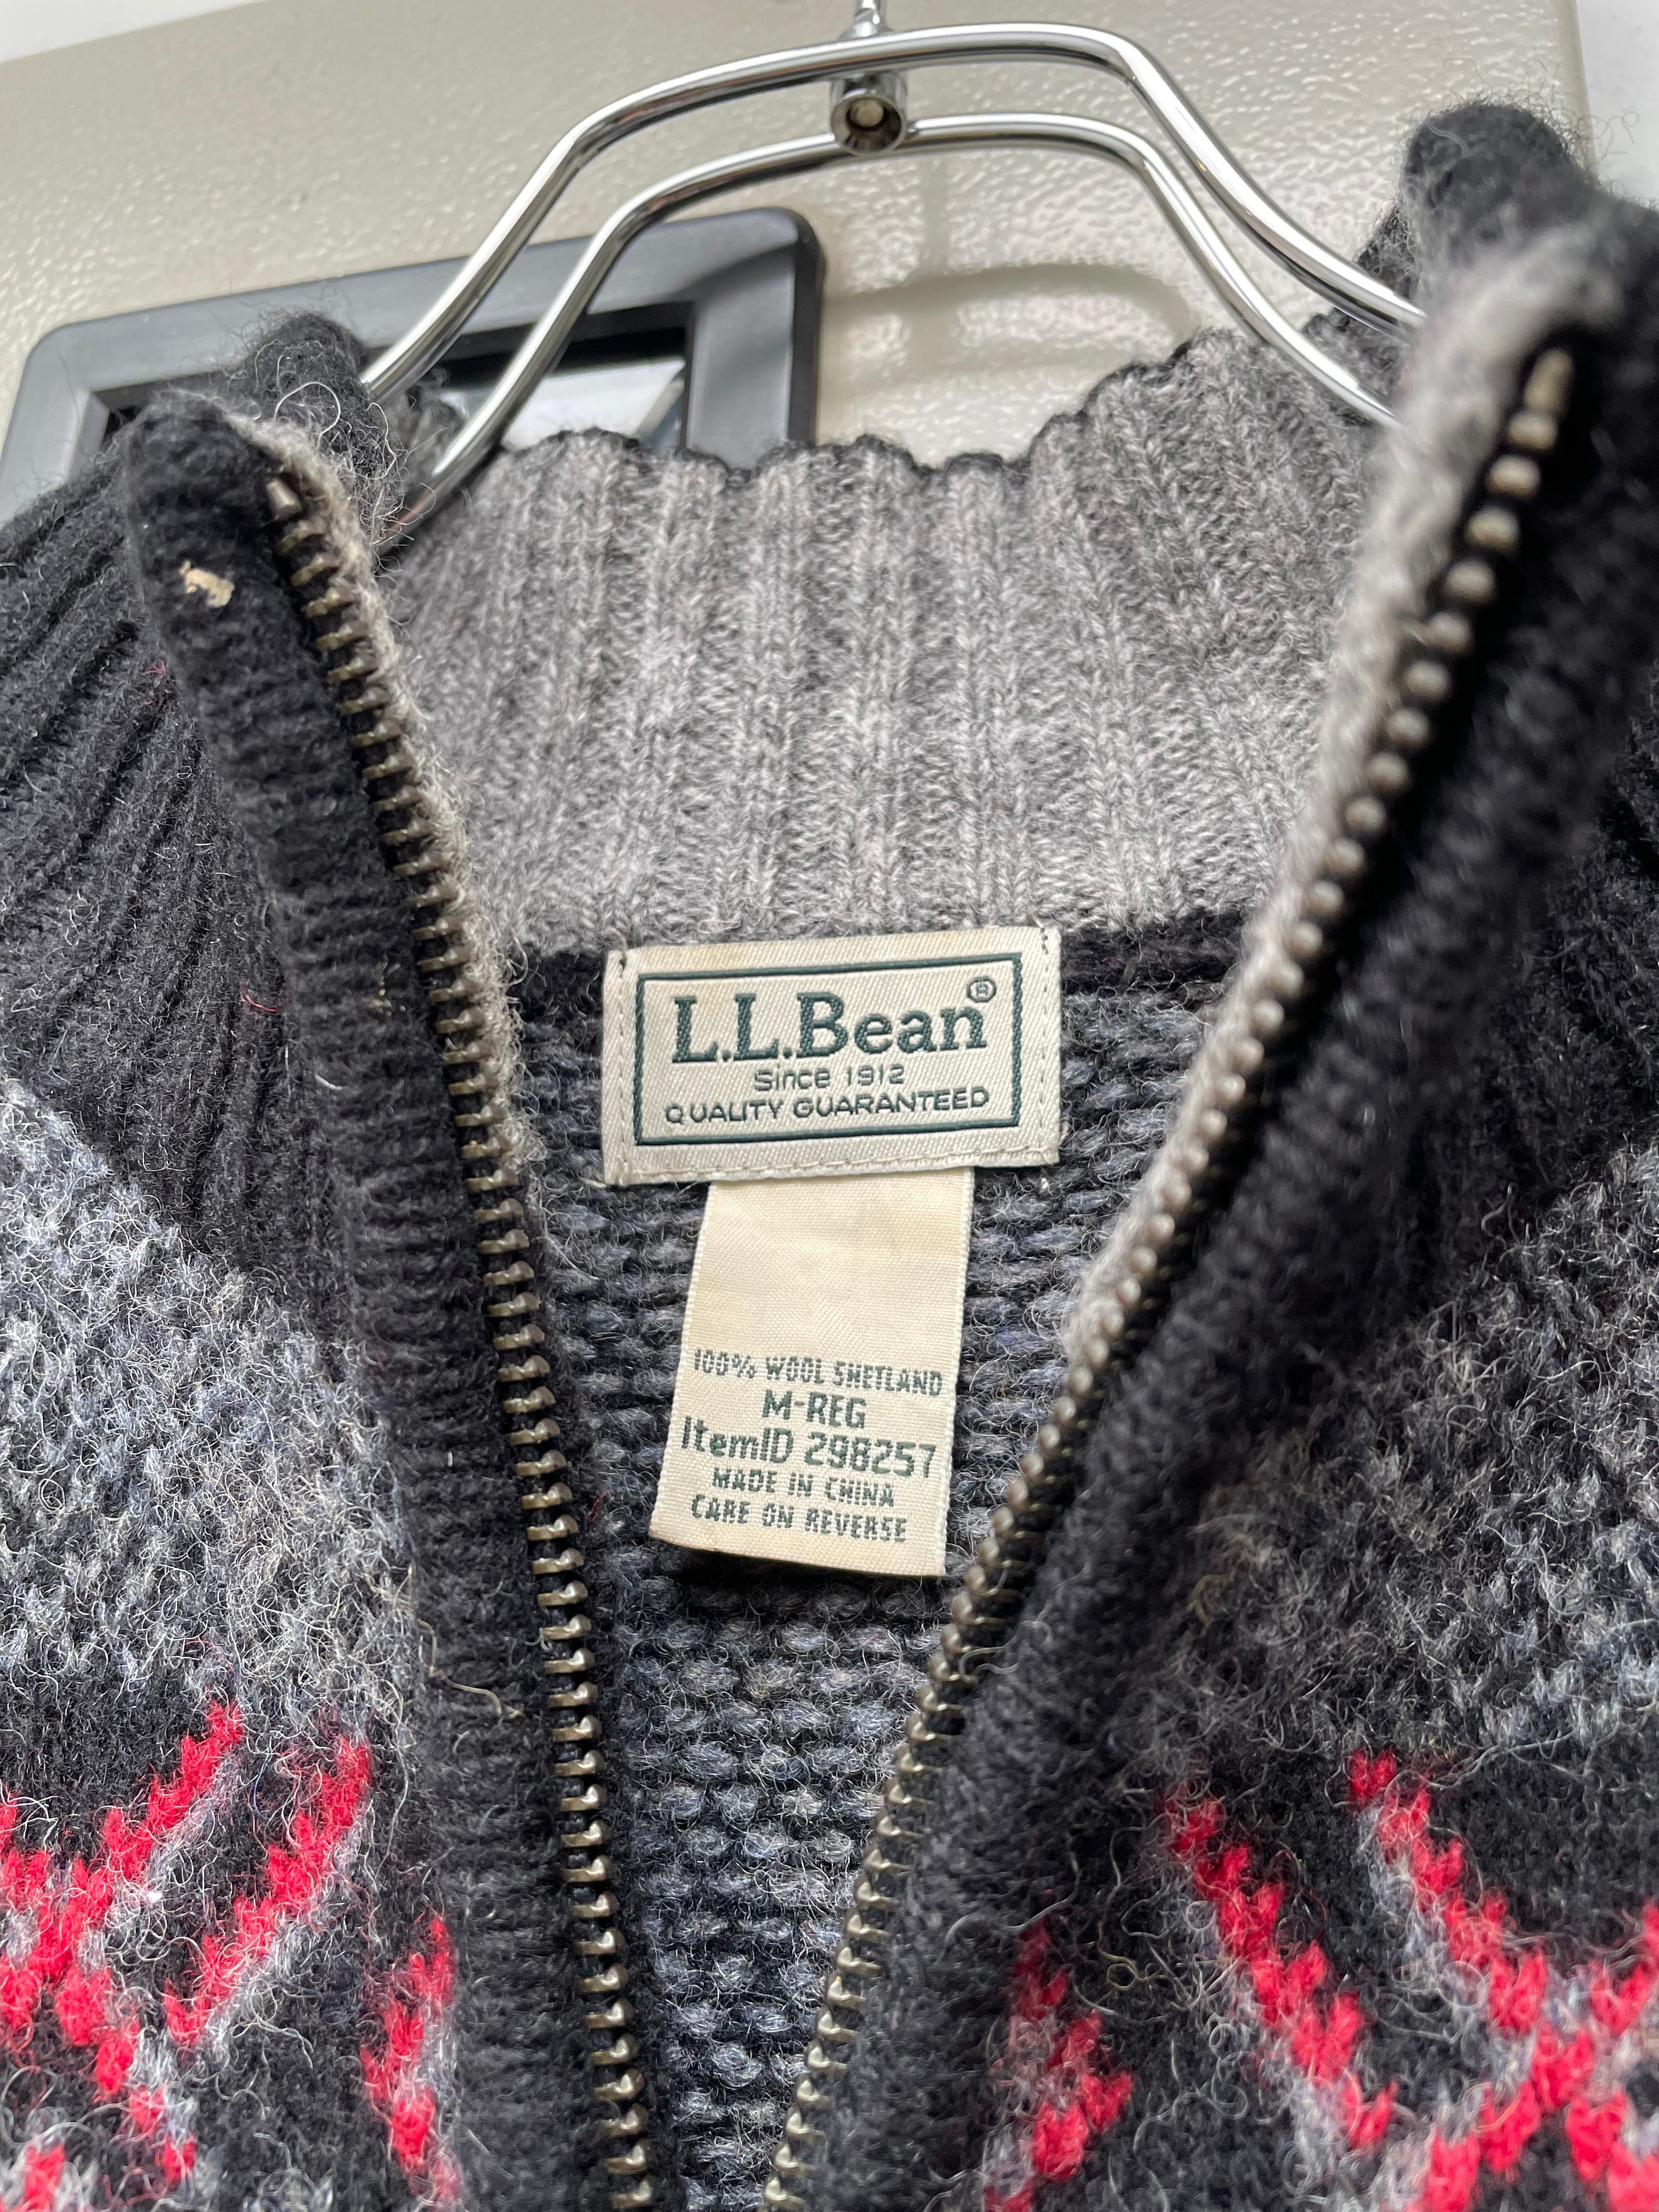 L.L.Bean®
Since 1912
QUALITY GUARANTEED
100% WOOL SHETLAND
M-REG
ItemID 298257
MADE IN CHINA
CARE ON REVERSE